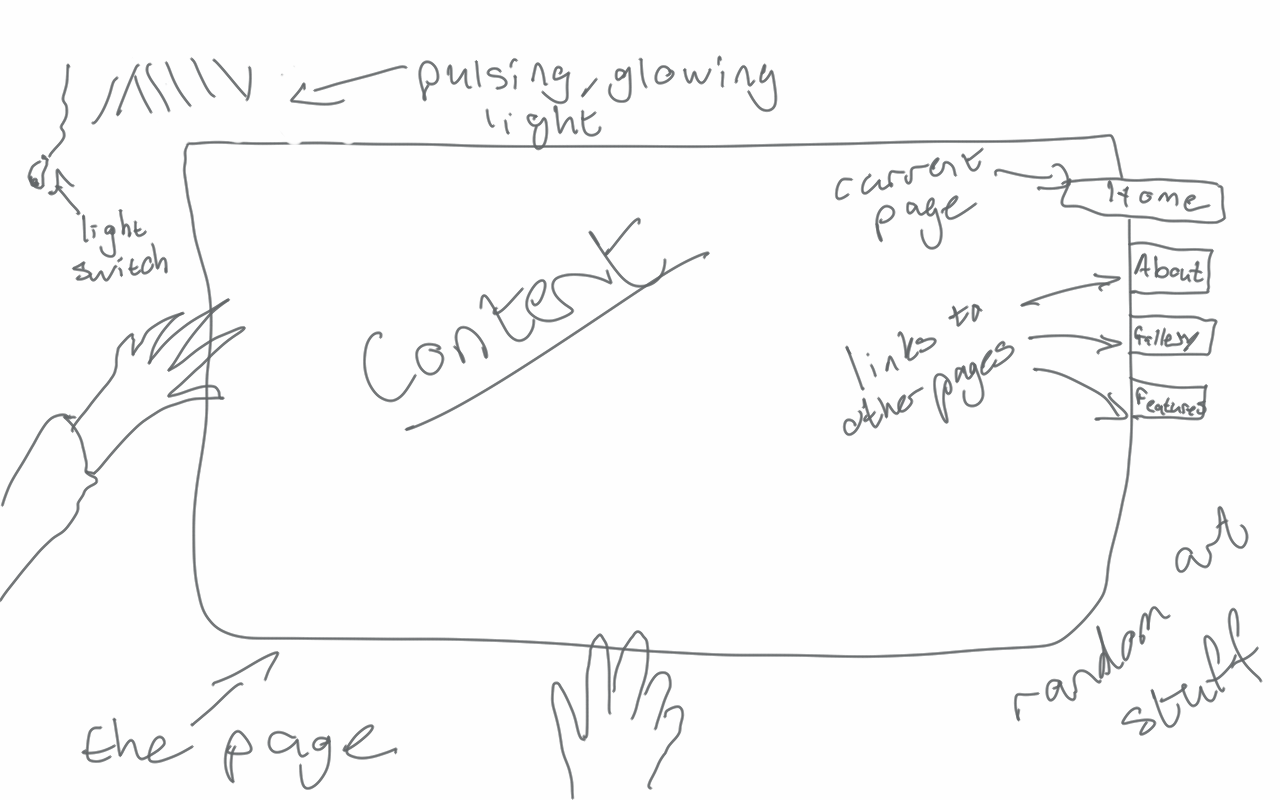 pulsing, glowing
light
light
switch
current
page
Home
About
Gallery
Features
Content
links to
other pages
random art
stuff
the page